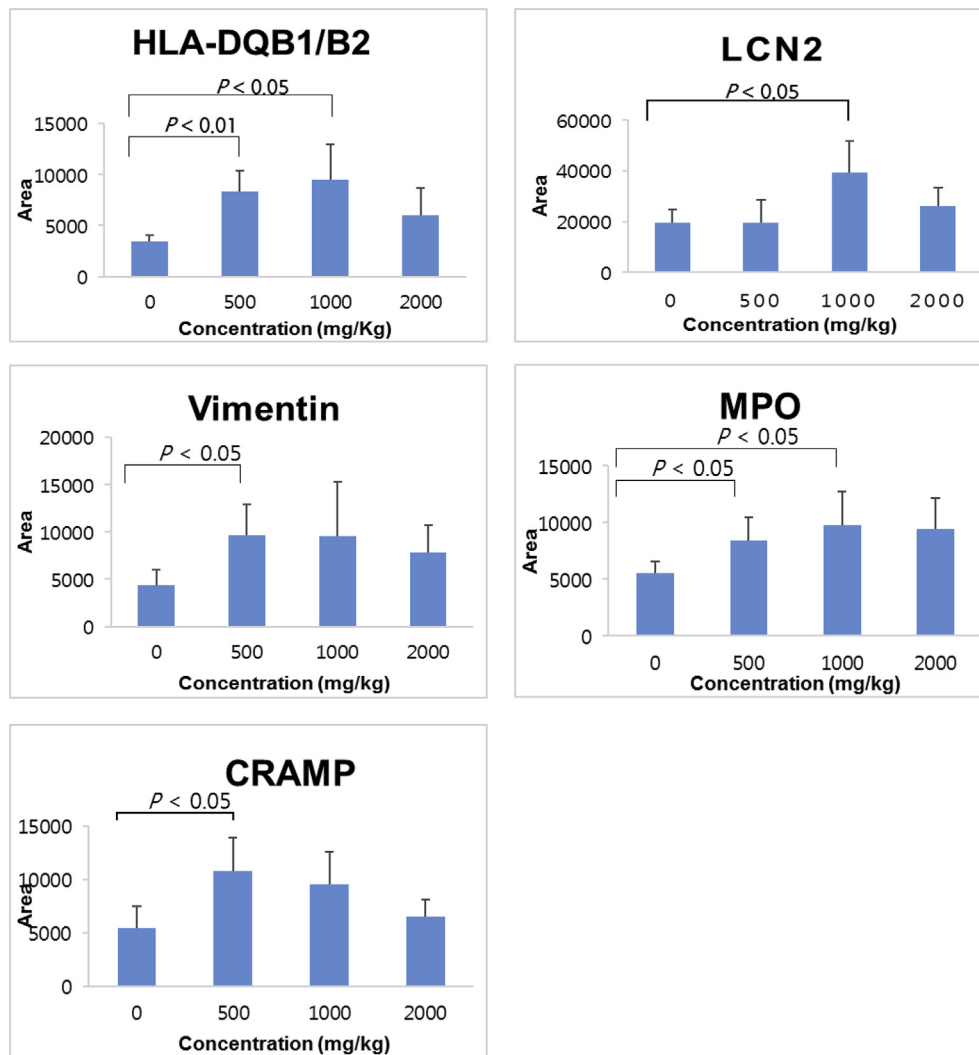 HLA-DQB1/B2
P < 0.05
P < 0.01
15000
10000
5000
0
Area
0 500 1000 2000
Concentration (mg/Kg)
LCN2
P < 0.05
60000
40000
20000
0
Area
0 500 1000 2000
Concentration (mg/kg)
Vimentin
P < 0.05
20000
15000
10000
5000
0
Area
0 500 1000 2000
Concentration (mg/kg)
MPO
P < 0.05
P < 0.05
15000
10000
5000
0
Area
0 500 1000 2000
Concentration (mg/kg)
CRAMP
P < 0.05
15000
10000
5000
0
Area
0 500 1000 2000
Concentration (mg/kg)